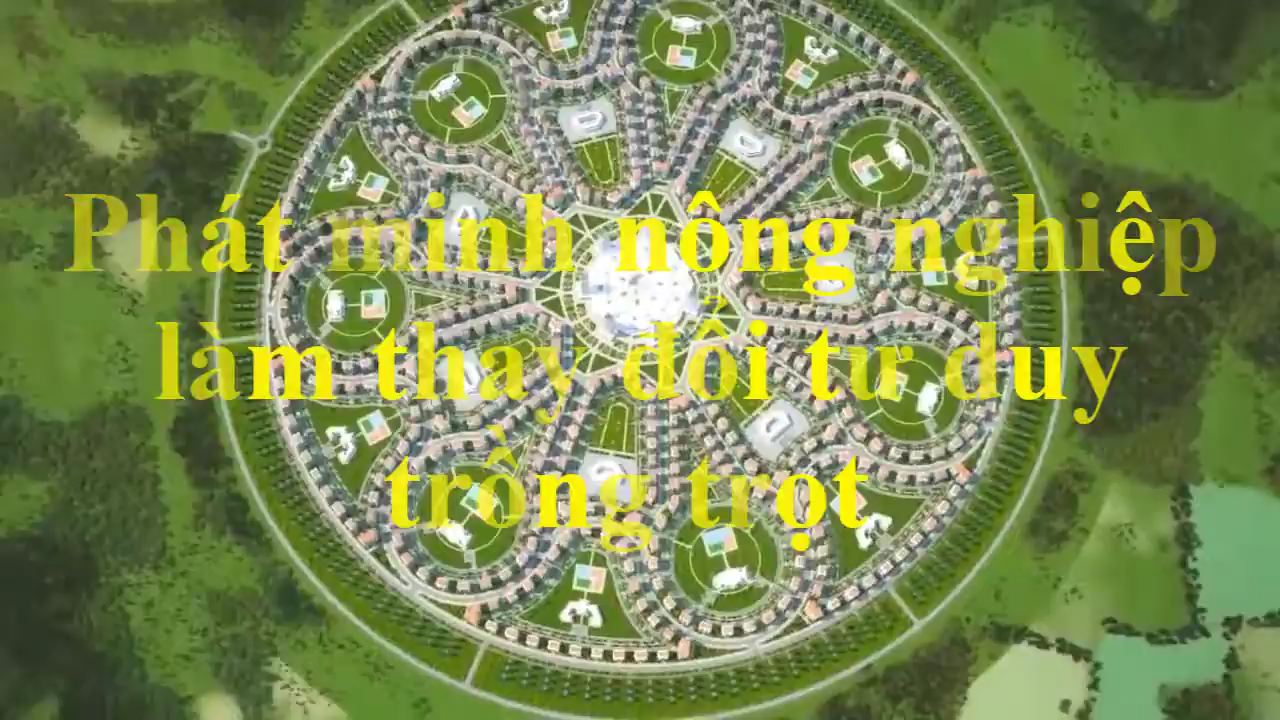 Phát minh nông nghiệp
làm thay đổi tư duy
trồng trọt